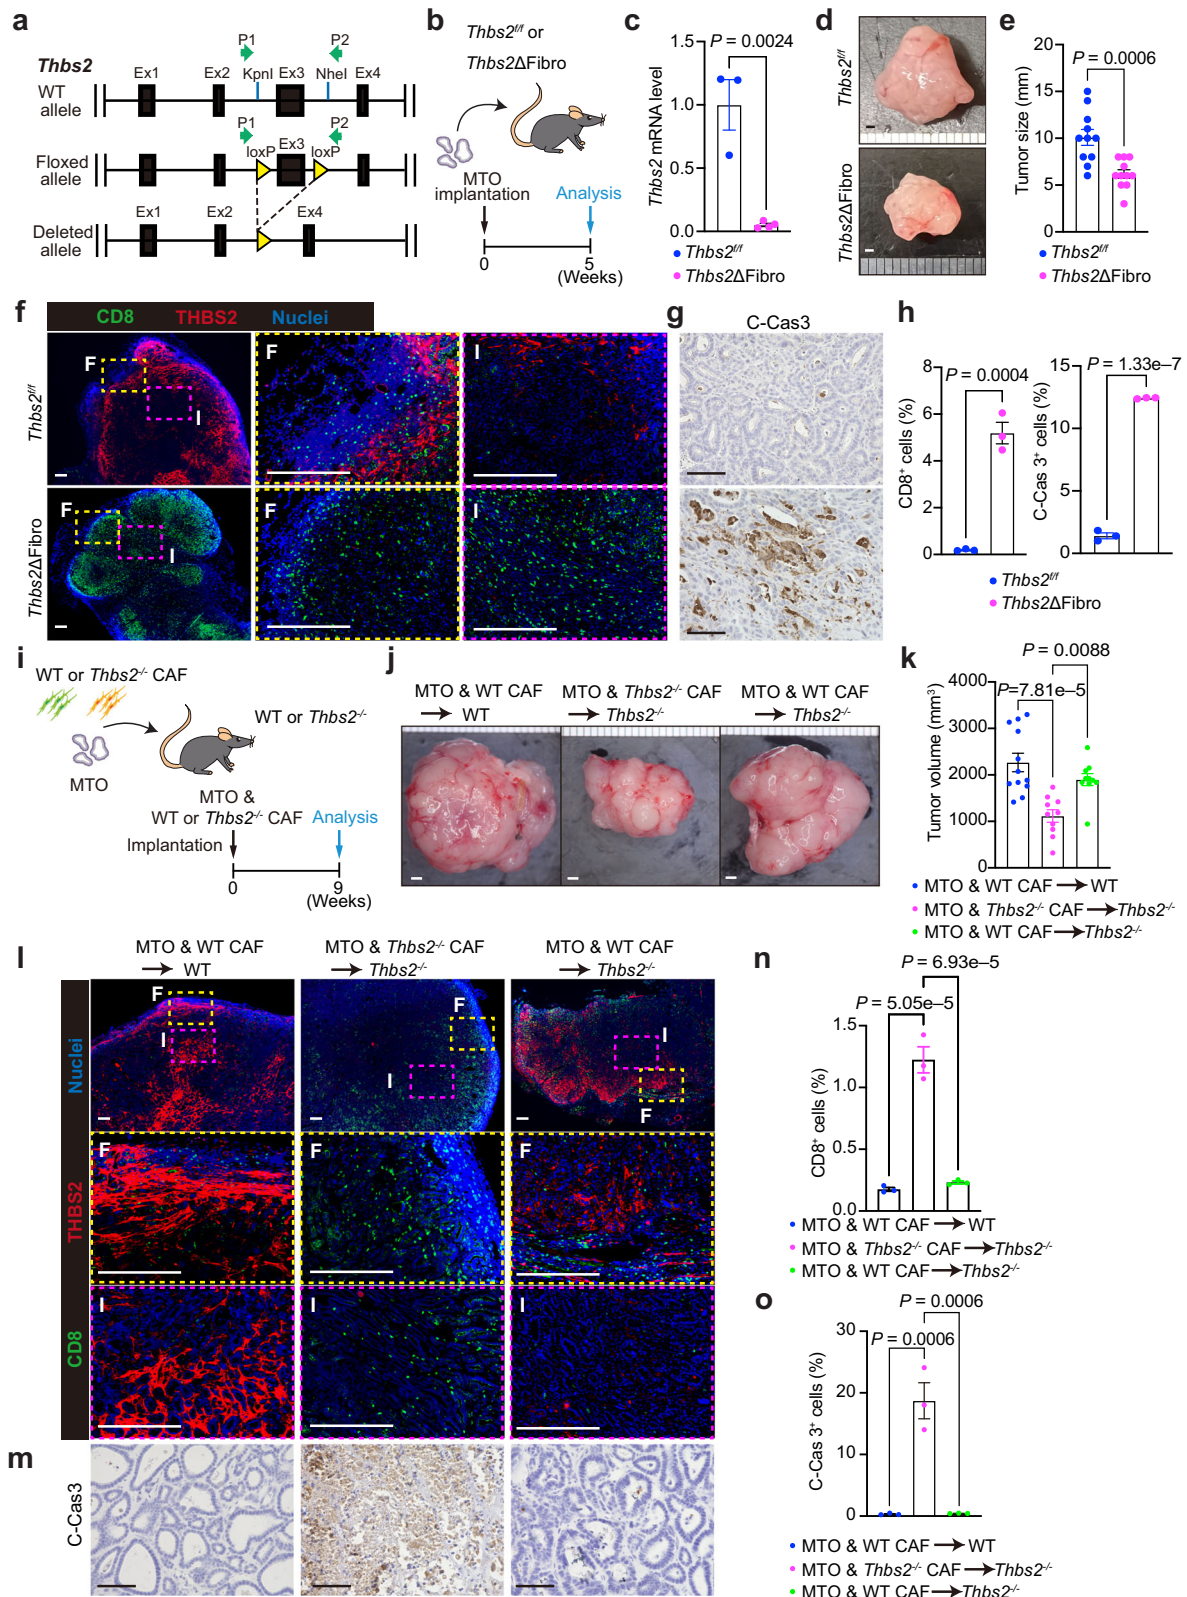 a
P1
P2
Thbs2
Ex1
Ex2
KpnI
Ex3
NheI
Ex4
WT
allele
P1
P2
loxP
Ex3
loxP
Floxed
allele
Ex1
Ex2
Ex4
Deleted
allele
b
Thbs2f/f or
Thbs2ΔFibro
MTO
implantation
Analysis
0
5
(Weeks)
c
P = 0.0024
Thbs2 mRNA level
1.5
1.0
0.5
0.0
Thbs2f/f
Thbs2ΔFibro
d
Thbs2f/f
Thbs2ΔFibro
e
P = 0.0006
Tumor size (mm)
20
15
10
5
0
Thbs2f/f
Thbs2ΔFibro
f
CD8 THBS2 Nuclei
Thbs2f/f
F
I
F
I
Thbs2ΔFibro
F
I
F
I
g
C-Cas3
h
P = 0.0004
CD8+ cells (%)
8
6
4
2
0
P = 1.33e–7
C-Cas 3+ cells (%)
15
10
5
0
Thbs2f/f
Thbs2ΔFibro
i
WT or Thbs2-/- CAF
WT or Thbs2-/-
MTO
MTO &
WT or Thbs2-/- CAF
Analysis
Implantation
0
9
(Weeks)
j
MTO & WT CAF
→ WT
MTO & Thbs2-/- CAF
→ Thbs2-/-
MTO & WT CAF
→ Thbs2-/-
k
P = 0.0088
P=7.81e–5
Tumor volume (mm3)
4000
3000
2000
1000
0
MTO & WT CAF → WT
MTO & Thbs2-/- CAF → Thbs2-/-
MTO & WT CAF → Thbs2-/-
l
MTO & WT CAF
→ WT
MTO & Thbs2-/- CAF
→ Thbs2-/-
MTO & WT CAF
→ Thbs2-/-
CD8 THBS2 Nuclei
F
I
F
I
I
F
F
F
F
I
I
I
m
C-Cas3
n
P = 6.93e–5
P = 5.05e–5
CD8+ cells (%)
1.5
1.0
0.5
0.0
MTO & WT CAF → WT
MTO & Thbs2-/- CAF → Thbs2-/-
MTO & WT CAF → Thbs2-/-
o
P = 0.0006
P = 0.0006
C-Cas 3+ cells (%)
30
20
10
0
MTO & WT CAF → WT
MTO & Thbs2-/- CAF → Thbs2-/-
MTO & WT CAF → Thbs2-/-